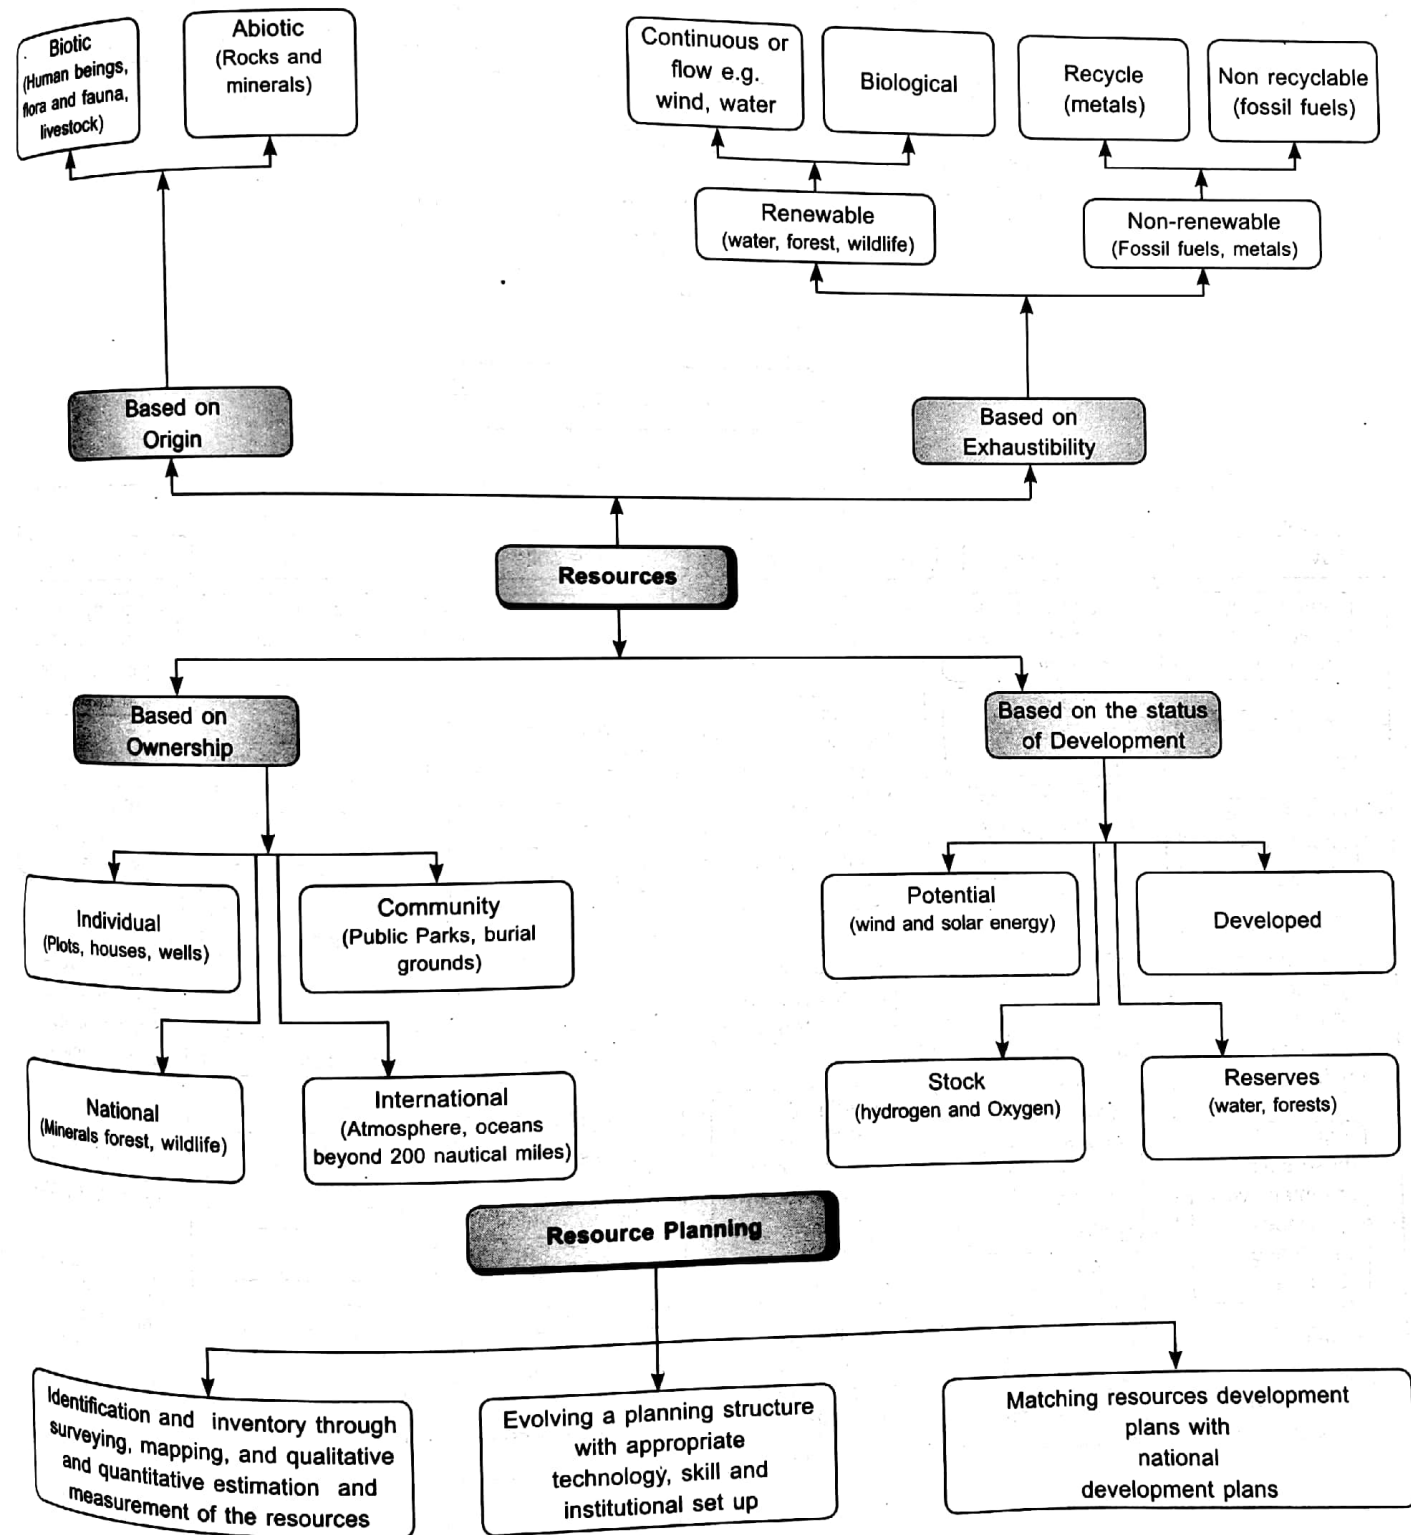 Biotic
(Human beings,
flora and fauna,
livestock)
Abiotic
(Rocks and
minerals)
Continuous or
flow e.g.
wind, water
Biological
Recycle
(metals)
Non recyclable
(fossil fuels)
Renewable
(water, forest, wildlife)
Non-renewable
(Fossil fuels, metals)
Based on
Origin
Based on
Exhaustibility
Resources
Based on
Ownership
Based on the status
of Development
Individual
(Plots, houses, wells)
Community
(Public Parks, burial
grounds)
Potential
(wind and solar energy)
Developed
National
(Minerals forest, wildlife)
International
(Atmosphere, oceans
beyond 200 nautical miles)
Stock
(hydrogen and Oxygen)
Reserves
(water, forests)
Resource Planning
Identification and inventory through
surveying, mapping, and qualitative
and quantitative estimation and
measurement of the resources
Evolving a planning structure
with appropriate
technology, skill and
institutional set up
Matching resources development
plans with
national
development plans